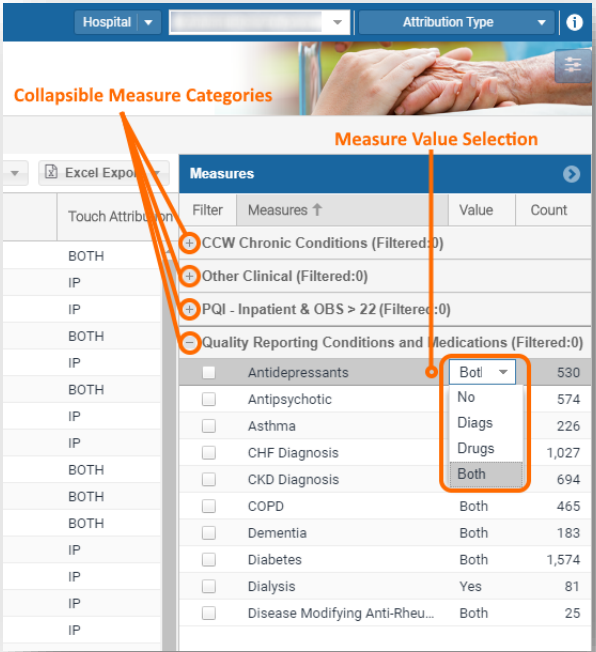 Hospital
Attribution Type
Collapsible Measure Categories
Measure Value Selection
Excel Expor
Measures
Touch Attribution
Filter Measures Value Count
CCW Chronic Conditions (Filtered:0)
Other Clinical (Filtered:0)
PQI - Inpatient & OBS > 22 (Filtered:0)
Quality Reporting Conditions and Medications (Filtered:0)
BOTH
IP
IP
BOTH
IP
BOTH
IP
IP
BOTH
BOTH
BOTH
IP
IP
IP
IP
Antidepressants Bot 530
Antipsychotic 574
Asthma 226
CHF Diagnosis 1,027
CKD Diagnosis 694
No
Diags
Drugs
Both
COPD Both 465
Dementia Both 183
Diabetes Both 1,574
Dialysis Yes 81
Disease Modifying Anti-Rheu... Both 25